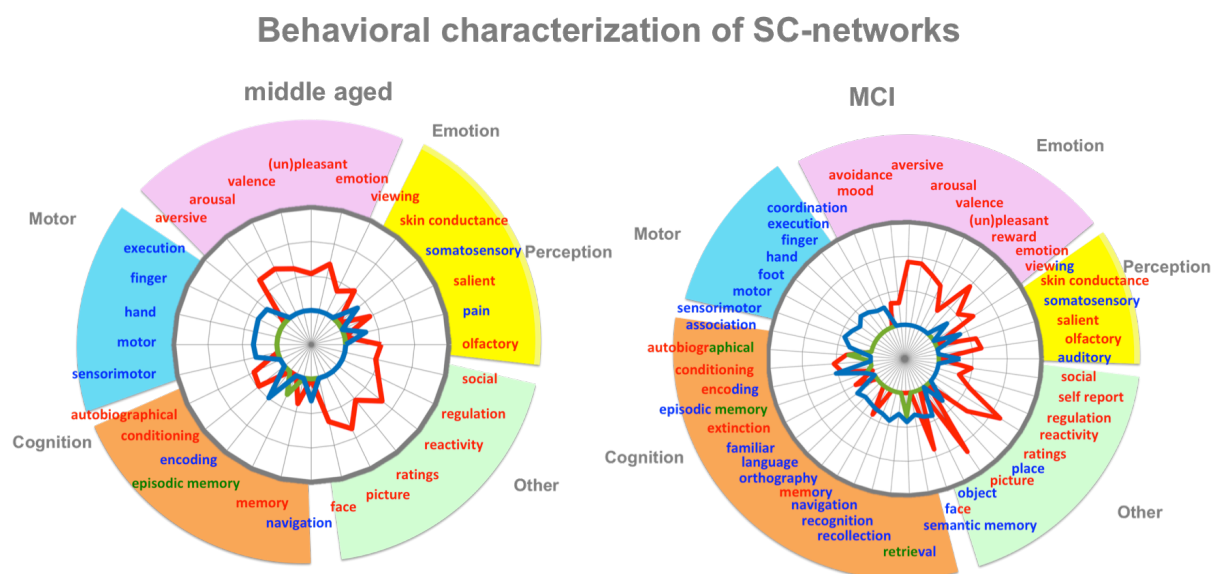 Behavioral characterization of SC-networks
middle aged
Emotion
(un)pleasant
valence
emotion
arousal
viewing
aversive
Motor
skin conductance
execution
somatosensory
Perception
finger
salient
hand
pain
motor
olfactory
sensorimotor
social
autobiographical
regulation
Cognition
conditioning
reactivity
encoding
ratings
episodic memory
picture
Other
memory
face
navigation
MCI
Emotion
aversive
avoidance
mood
arousal
valence
coordination
(un)pleasant
execution
Motor
reward
finger
emotion
hand
viewing
Perception
foot
skin conductance
motor
somatosensory
sensorimotor
salient
association
olfactory
autobiographical
auditory
conditioning
social
encoding
self report
episodic memory
regulation
extinction
reactivity
familiar
ratings
Cognition
language
place
orthography
picture
memory
object
navigation
face
Other
recognition
semantic memory
recollection
retrieval